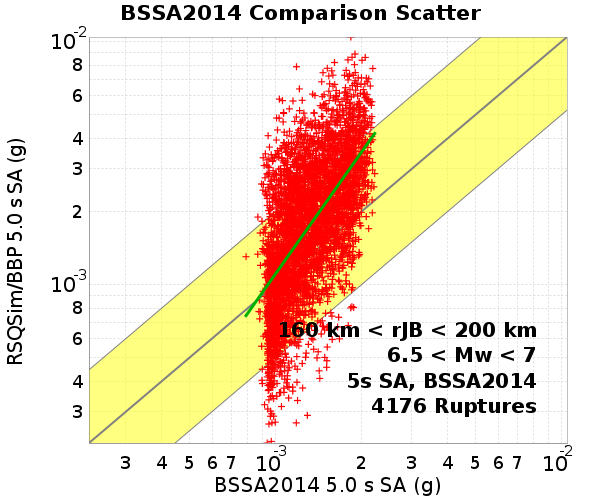 BSSA2014 Comparison Scatter
RSQSim/BBP 5.0 s SA (g)
10⁻²
8
6
4
3
2
10⁻³
8
6
4
3
160 km < rJB < 200 km
6.5 < Mw < 7
5s SA, BSSA2014
4176 Ruptures
3 4 5 6 7 10⁻³ 2 3 4 5 6 7 10⁻²
BSSA2014 5.0 s SA (g)